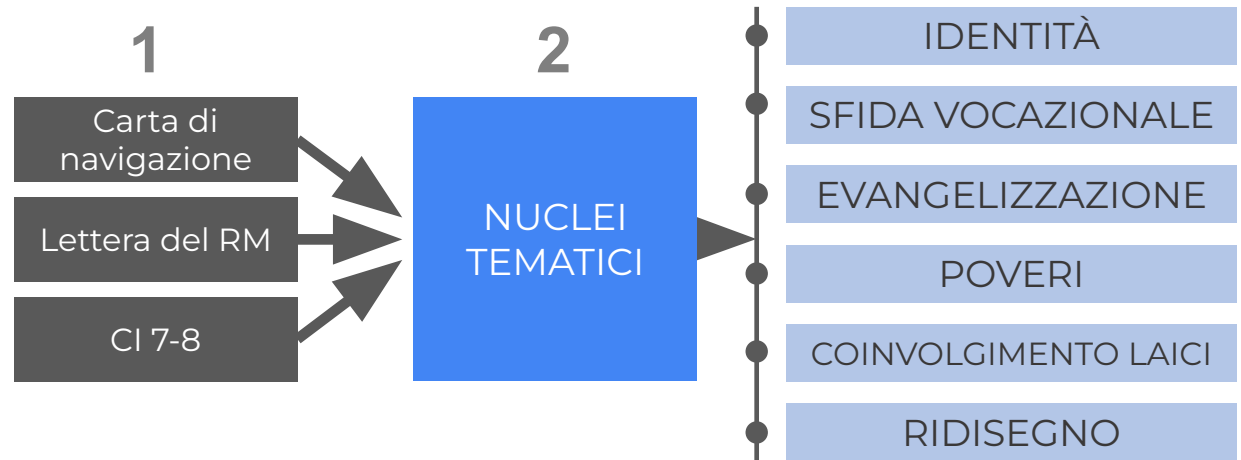 1
Carta di
navigazione
Lettera del RM
CI 7-8
2
NUCLEI
TEMATICI
IDENTITÀ
SFIDA VOCAZIONALE
EVANGELIZZAZIONE
POVERI
COINVOLGIMENTO LAICI
RIDISEGNO